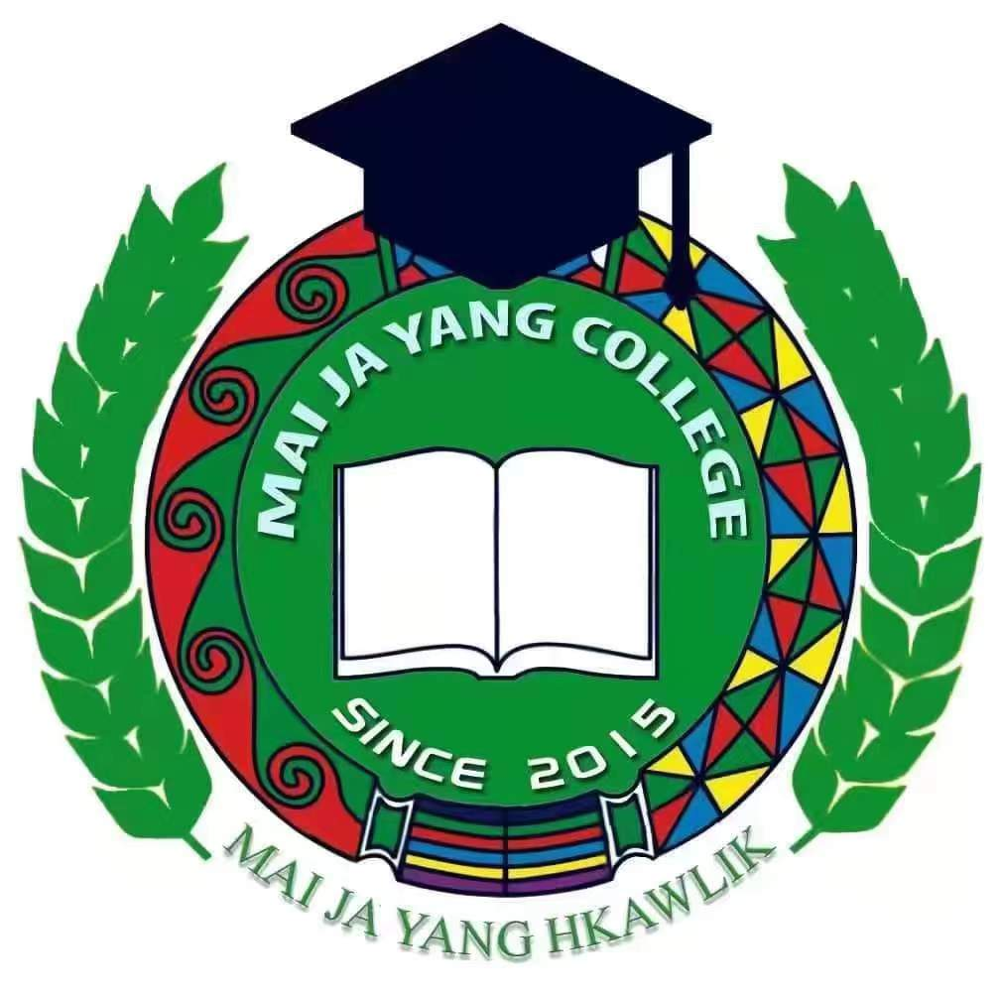 MAI JA YANG COLLEGE
SINCE 2015
MAI JA YANG HKAWLIK